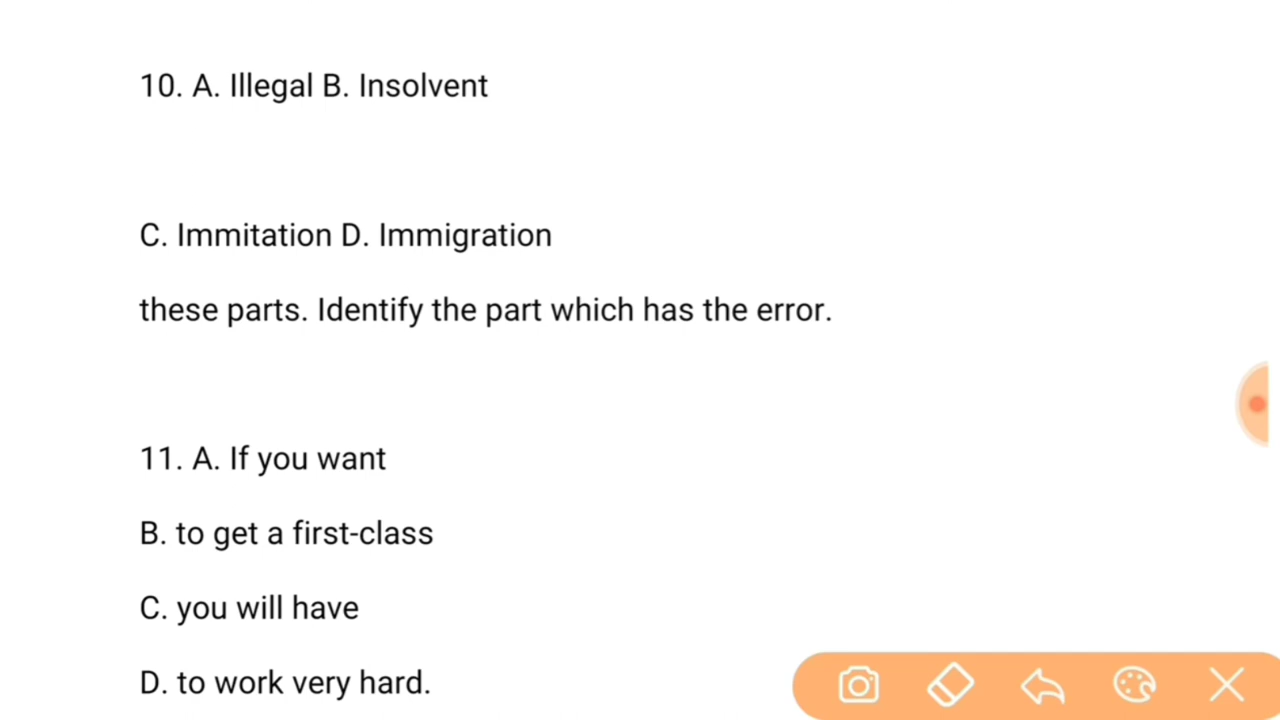 10. A. Illegal B. Insolvent
C. Immitation D. Immigration
these parts. Identify the part which has the error.
11. A. If you want
B. to get a first-class
C. you will have
D. to work very hard.